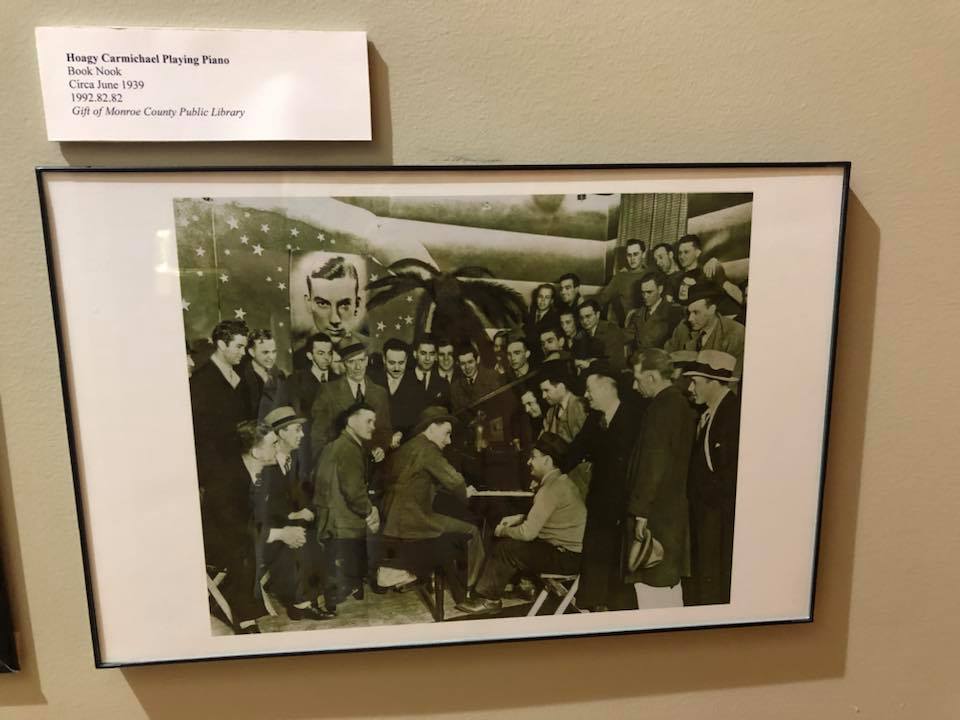 Hoagy Carmichael Playing Piano
Book Nook
Circa June 1939
1992.82.82
Gift of Monroe County Public Library